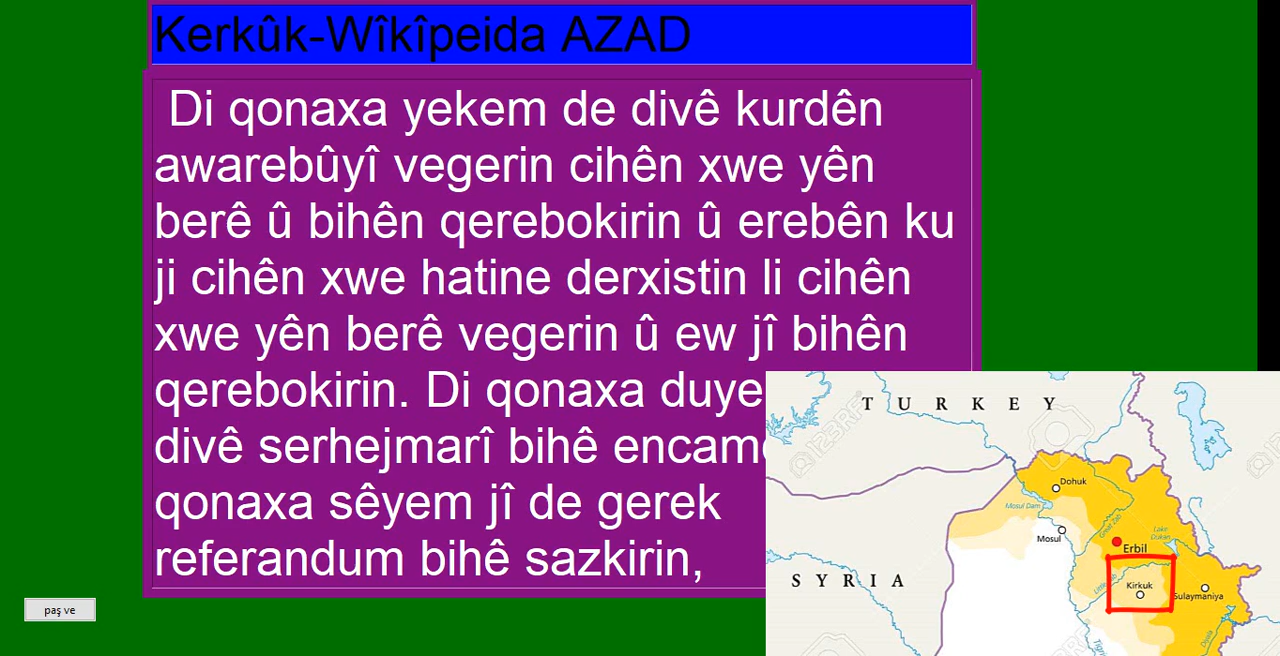 Kerkûk-Wîkîpeida AZAD
Di qonaxa yekem de divê kurdên
awarebûyî vegerin cihên xwe yên
berê û bihên qerebokirin û erebên ku
ji cihên xwe hatine derxistin li cihên
xwe yên berê vegerin û ew jî bihên
qerebokirin. Di qonaxa
divê serhejmarî bihê
qonaxa sêyem jî de gerek
referandum bihê sazkirin,
paş ve
TURKEY
Dohuk
Mosul Dam
Great Zab
Mosul
Lake
Dukan
Erbil
SYRIA
Kirkuk
Sulaymaniya
123RF